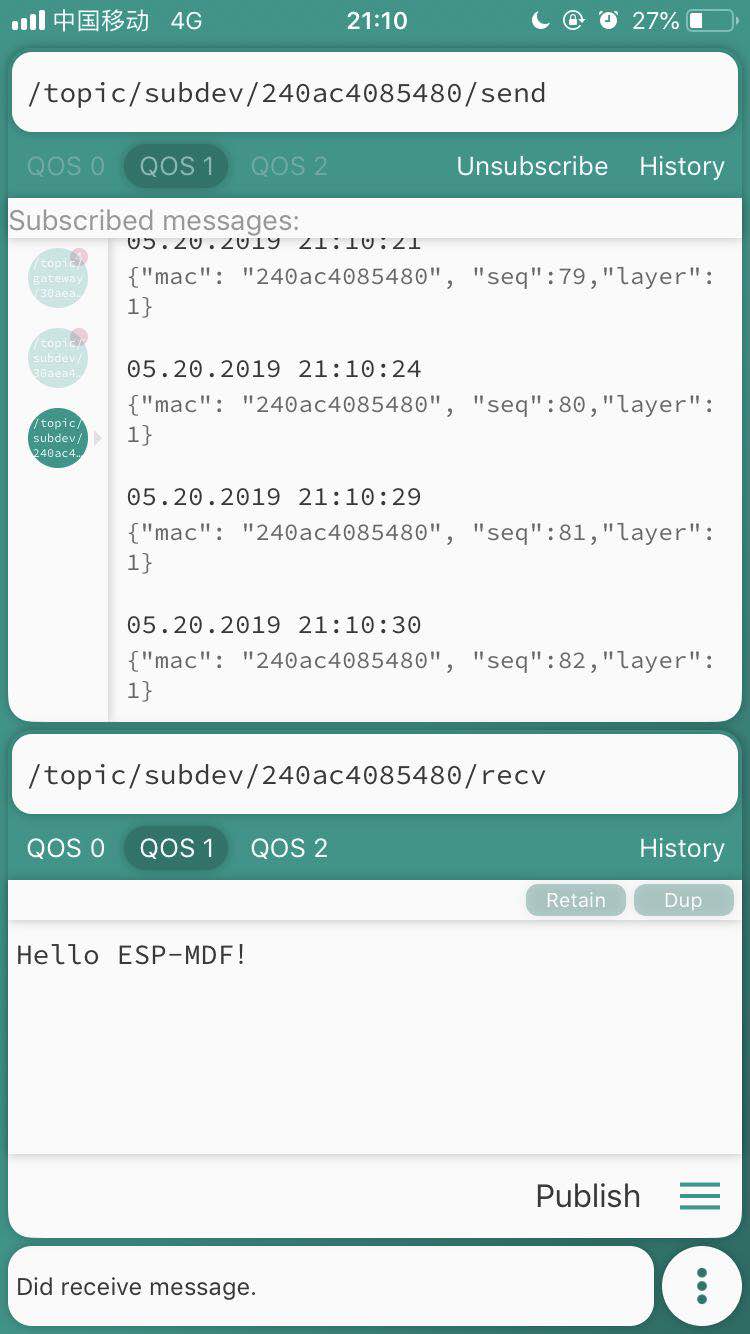 中国移动 4G 21:10 27%
/topic/subdev/240ac4085480/send
QOS 0 QOS 1 QOS 2 Unsubscribe History
Subscribed messages:
05.20.2019 21:10:21
{"mac": "240ac4085480", "seq":79,"layer":
1}
05.20.2019 21:10:24
{"mac": "240ac4085480", "seq":80,"layer":
1}
05.20.2019 21:10:29
{"mac": "240ac4085480", "seq":81,"layer":
1}
05.20.2019 21:10:30
{"mac": "240ac4085480", "seq":82,"layer":
1}
/topic/
gateway
/30aea…
/topic/
subdev/
30aea4…
/topic/
subdev/
240ac4…
/topic/subdev/240ac4085480/recv
QOS 0 QOS 1 QOS 2 History
Retain Dup
Hello ESP-MDF!
Publish
Did receive message.